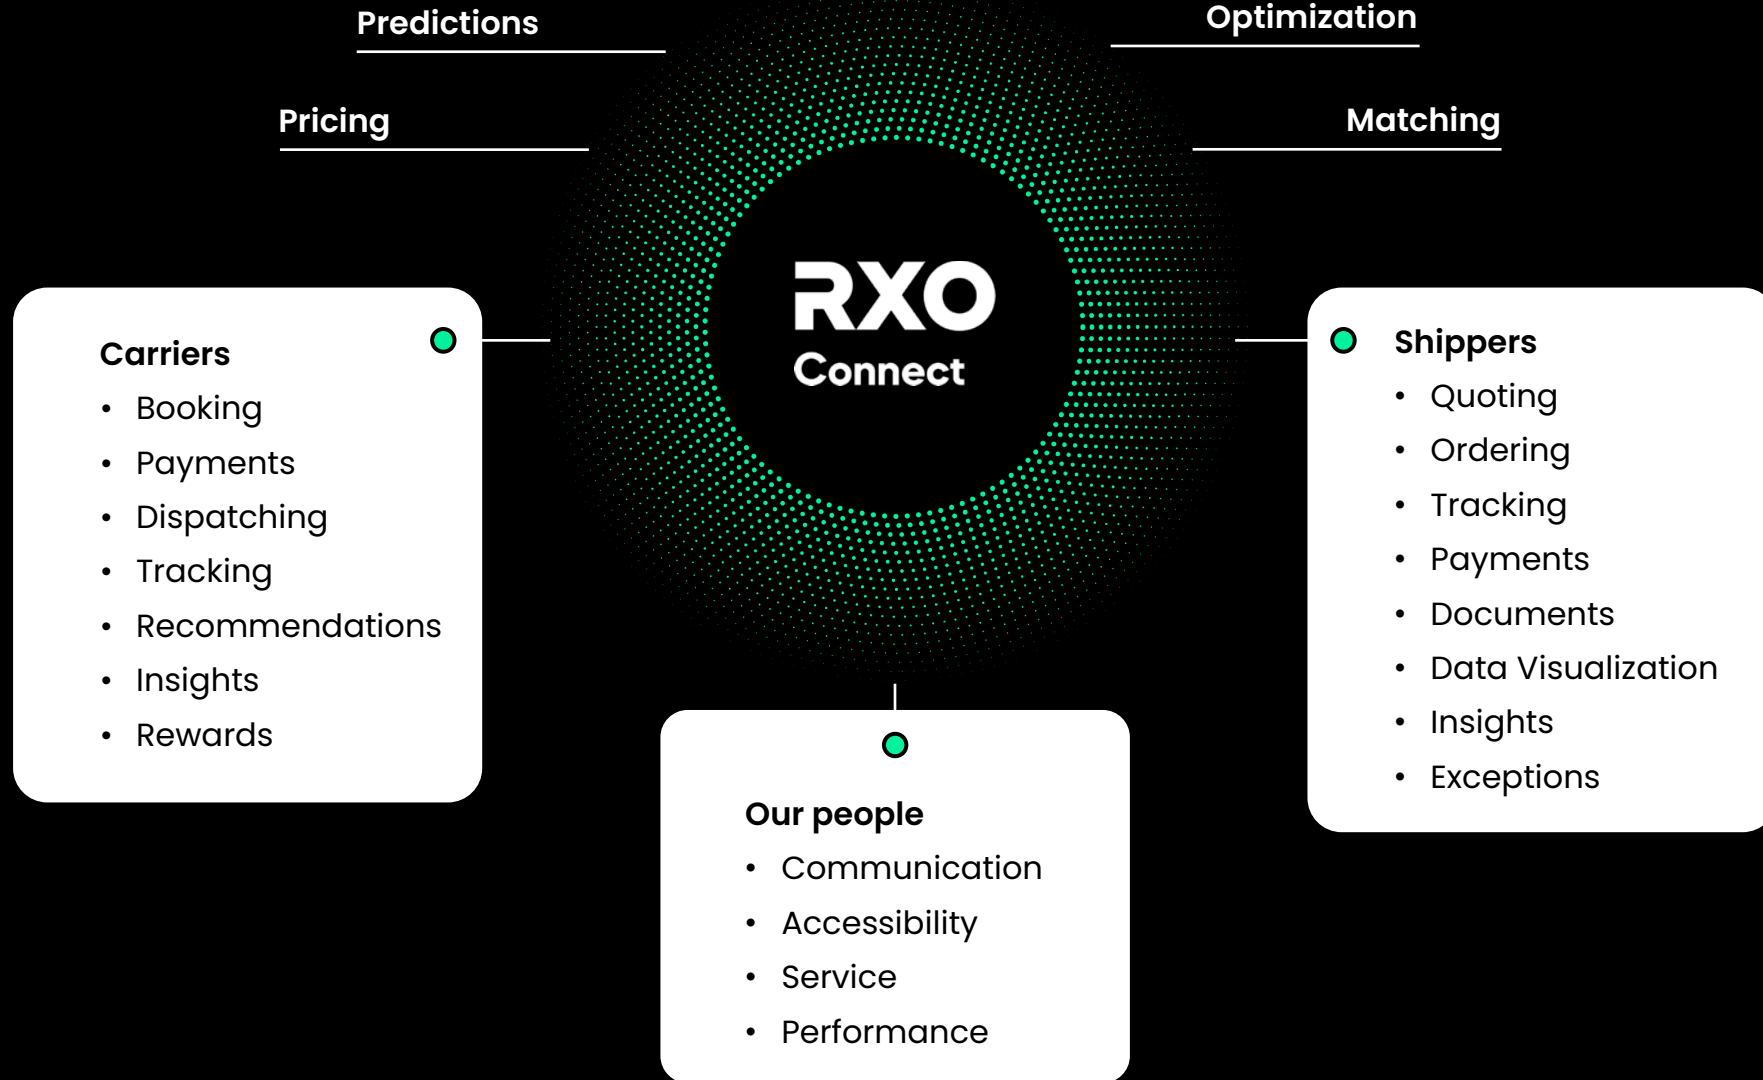 Predictions
Optimization
Pricing
Matching
RXO
Connect
Carriers
• Booking
• Payments
• Dispatching
• Tracking
• Recommendations
• Insights
• Rewards
Shippers
• Quoting
• Ordering
• Tracking
• Payments
• Documents
• Data Visualization
• Insights
• Exceptions
Our people
• Communication
• Accessibility
• Service
• Performance